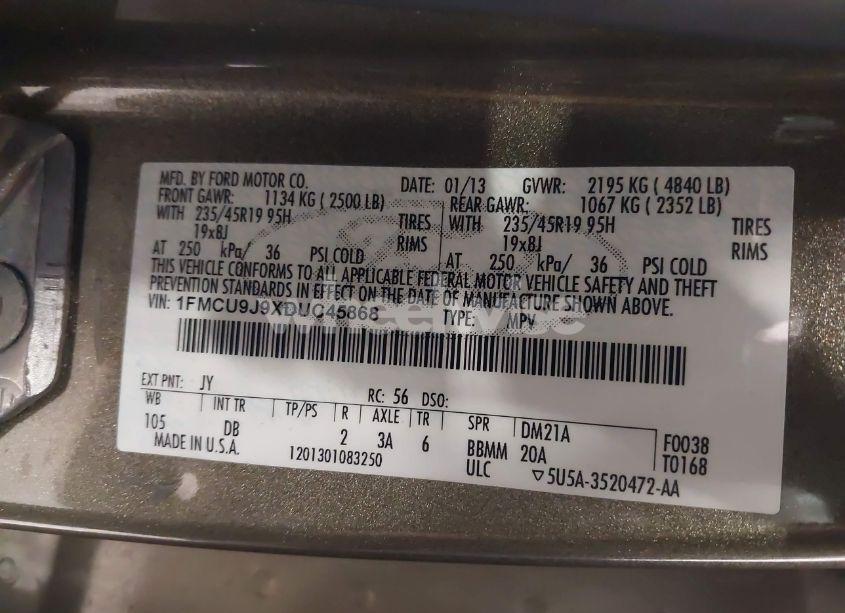 MFD. BY FORD MOTOR CO. DATE: 01/13 GVWR: 2195 KG ( 4840 LB)
FRONT GAWR: 1134 KG ( 2500 LB) REAR GAWR: 1067 KG ( 2352 LB)
WITH 235/45R19 95H TIRES WITH 235/45R19 95H TIRES
19x8J RIMS 19x8J RIMS
AT 250 kPa/ 36 PSI COLD AT 250 kPa/ 36 PSI COLD
THIS VEHICLE CONFORMS TO ALL APPLICABLE FEDERAL MOTOR VEHICLE SAFETY AND THEFT
PREVENTION STANDARDS IN EFFECT ON THE DATE OF MANUFACTURE SHOWN ABOVE.
VIN: 1FMCU9J9XDUC45868 TYPE: MPV
EXT PNT: JY RC: 56 DSO:
WB INT TR TP/PS R AXLE TR SPR DM21A F0038
105 DB 2 3A 6 BBMM 20A T0168
MADE IN U.S.A. 1201301083250 ULC ▽5U5A-3520472-AA